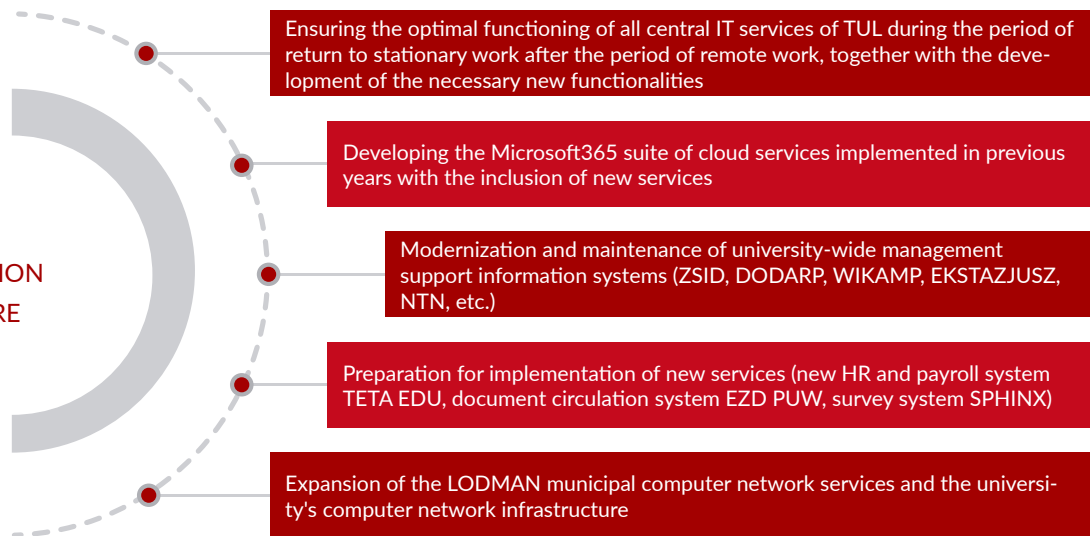 Ensuring the optimal functioning of all central IT services of TUL during the period of
return to stationary work after the period of remote work, together with the deve-
lopment of the necessary new functionalities
Developing the Microsoft365 suite of cloud services implemented in previous
years with the inclusion of new services
Modernization and maintenance of university-wide management
support information systems (ZSID, DODARP, WIKAMP, EKSTAZJUSZ,
NTN, etc.)
ION
RE
Preparation for implementation of new services (new HR and payroll system
TETA EDU, document circulation system EZD PUW, survey system SPHINX)
Expansion of the LODMAN municipal computer network services and the universi-
ty's computer network infrastructure